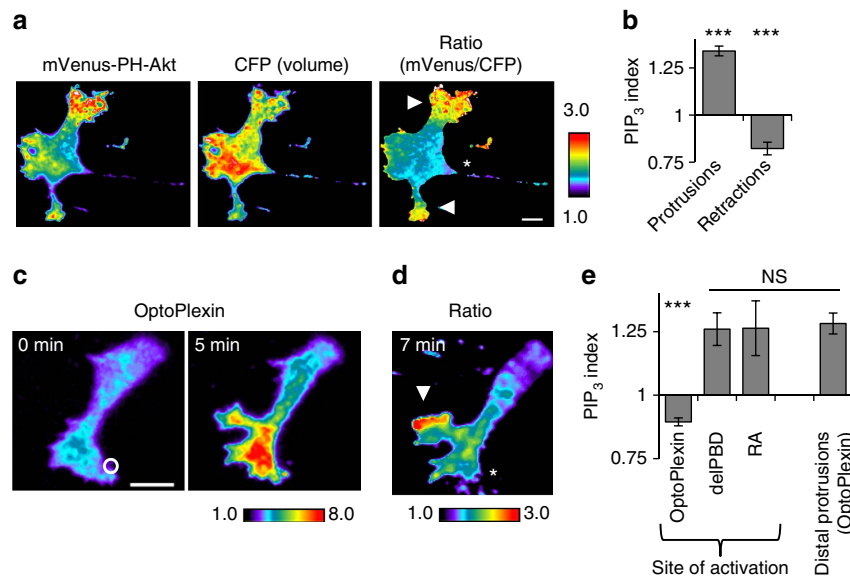 a
mVenus-PH-Akt
CFP (volume)
Ratio
(mVenus/CFP)
*
3.0
1.0
b
*** ***
PIP3 index
1.25
1
0.75
Protrusions
Retractions
c
OptoPlexin
0 min
5 min
1.0 8.0
d
Ratio
7 min
*
1.0 3.0
e
NS
***
PIP3 index
1.25
1
0.75
OptoPlexin
delPBD
RA
Distal protrusions
(OptoPlexin)
Site of activation